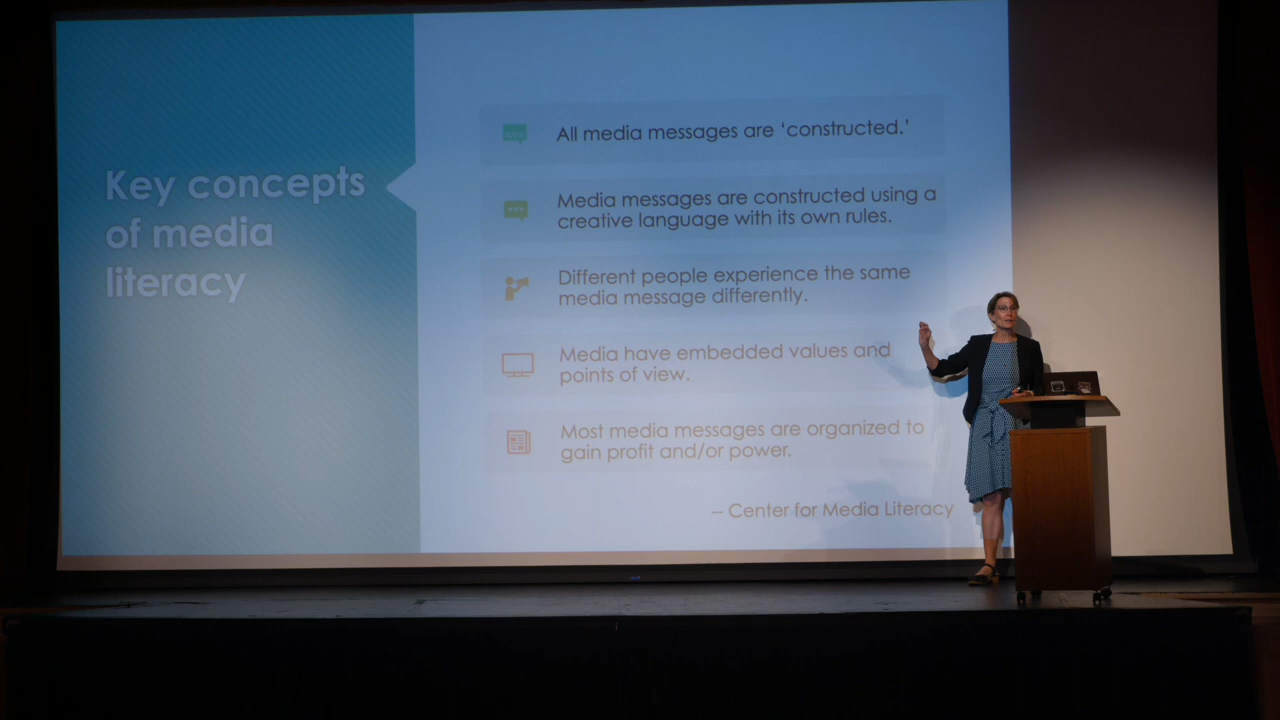 Key concepts
of media
literacy
All media messages are ‘constructed.’
Media messages are constructed using a
creative language with its own rules.
Different people experience the same
media message differently.
Media have embedded values and
points of view.
Most media messages are organized to
gain profit and/or power.
– Center for Media Literacy